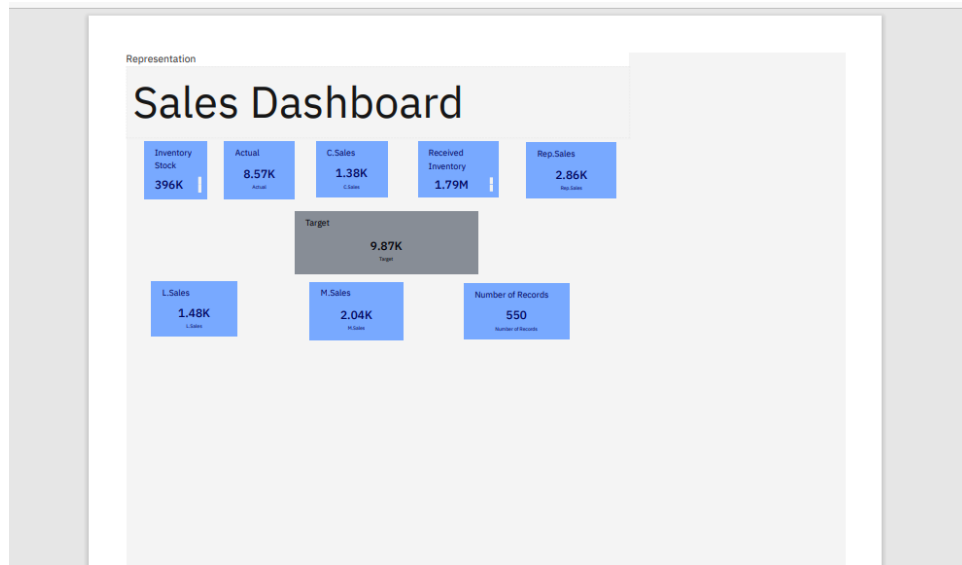 Representation
Sales Dashboard
Inventory
Stock
396K
Actual
8.57K
Actual
C.Sales
1.38K
C.Sales
Received
Inventory
1.79M
Rep.Sales
2.86K
Rep.Sales
Target
9.87K
Target
L.Sales
1.48K
L.Sales
M.Sales
2.04K
M.Sales
Number of Records
550
Number of Records